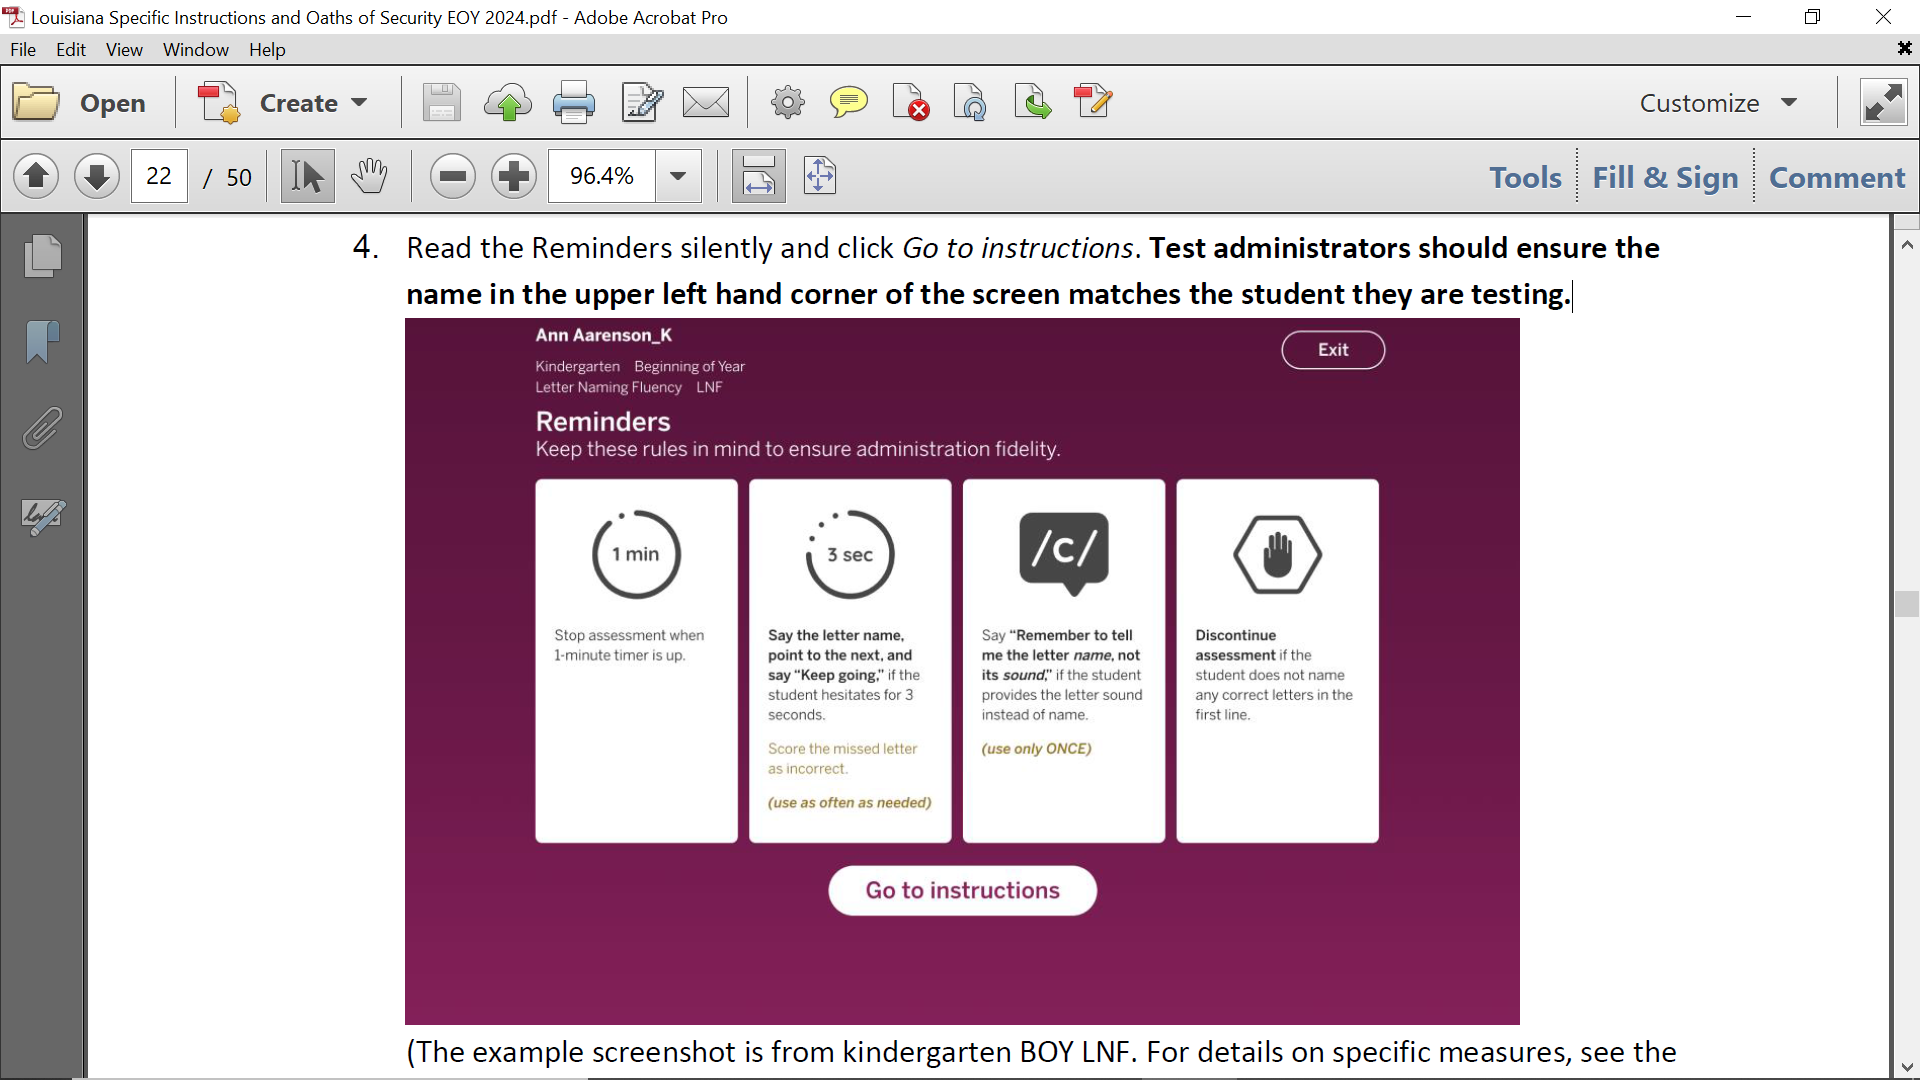 Louisiana Specific Instructions and Oaths of Security EOY 2024.pdf - Adobe Acrobat Pro
File Edit View Window Help
Open Create Customize
22 / 50 96.4% Tools Fill & Sign Comment
4. Read the Reminders silently and click Go to instructions. Test administrators should ensure the
name in the upper left hand corner of the screen matches the student they are testing.
Ann Aarenson_K
Exit
Kindergarten Beginning of Year
Letter Naming Fluency LNF
Reminders
Keep these rules in mind to ensure administration fidelity.
1 min
Stop assessment when
1-minute timer is up.
3 sec
Say the letter name,
point to the next, and
say “Keep going,” if the
student hesitates for 3
seconds.
Score the missed letter
as incorrect.
(use as often as needed)
/c/
Say “Remember to tell
me the letter name, not
its sound,” if the student
provides the letter sound
instead of name.
(use only ONCE)
Discontinue
assessment if the
student does not name
any correct letters in the
first line.
Go to instructions
(The example screenshot is from kindergarten BOY LNF. For details on specific measures, see the